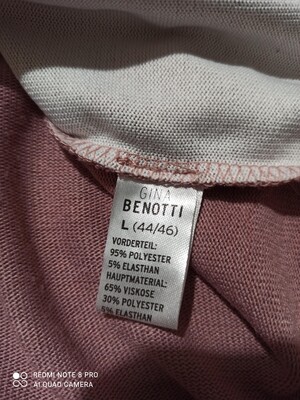 GINA
BENOTTI
L (44/46)
VORDERTEIL:
95% POLYESTER
5% ELASTHAN
HAUPTMATERIAL:
65% VISKOSE
30% POLYESTER
5% ELASTHAN
REDMI NOTE 8 PRO
AI QUAD CAMERA